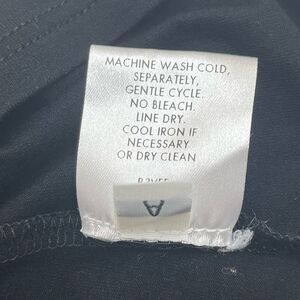 MACHINE WASH COLD,
SEPARATELY,
GENTLE CYCLE.
NO BLEACH.
LINE DRY.
COOL IRON IF
NECESSARY
OR DRY CLEAN
A